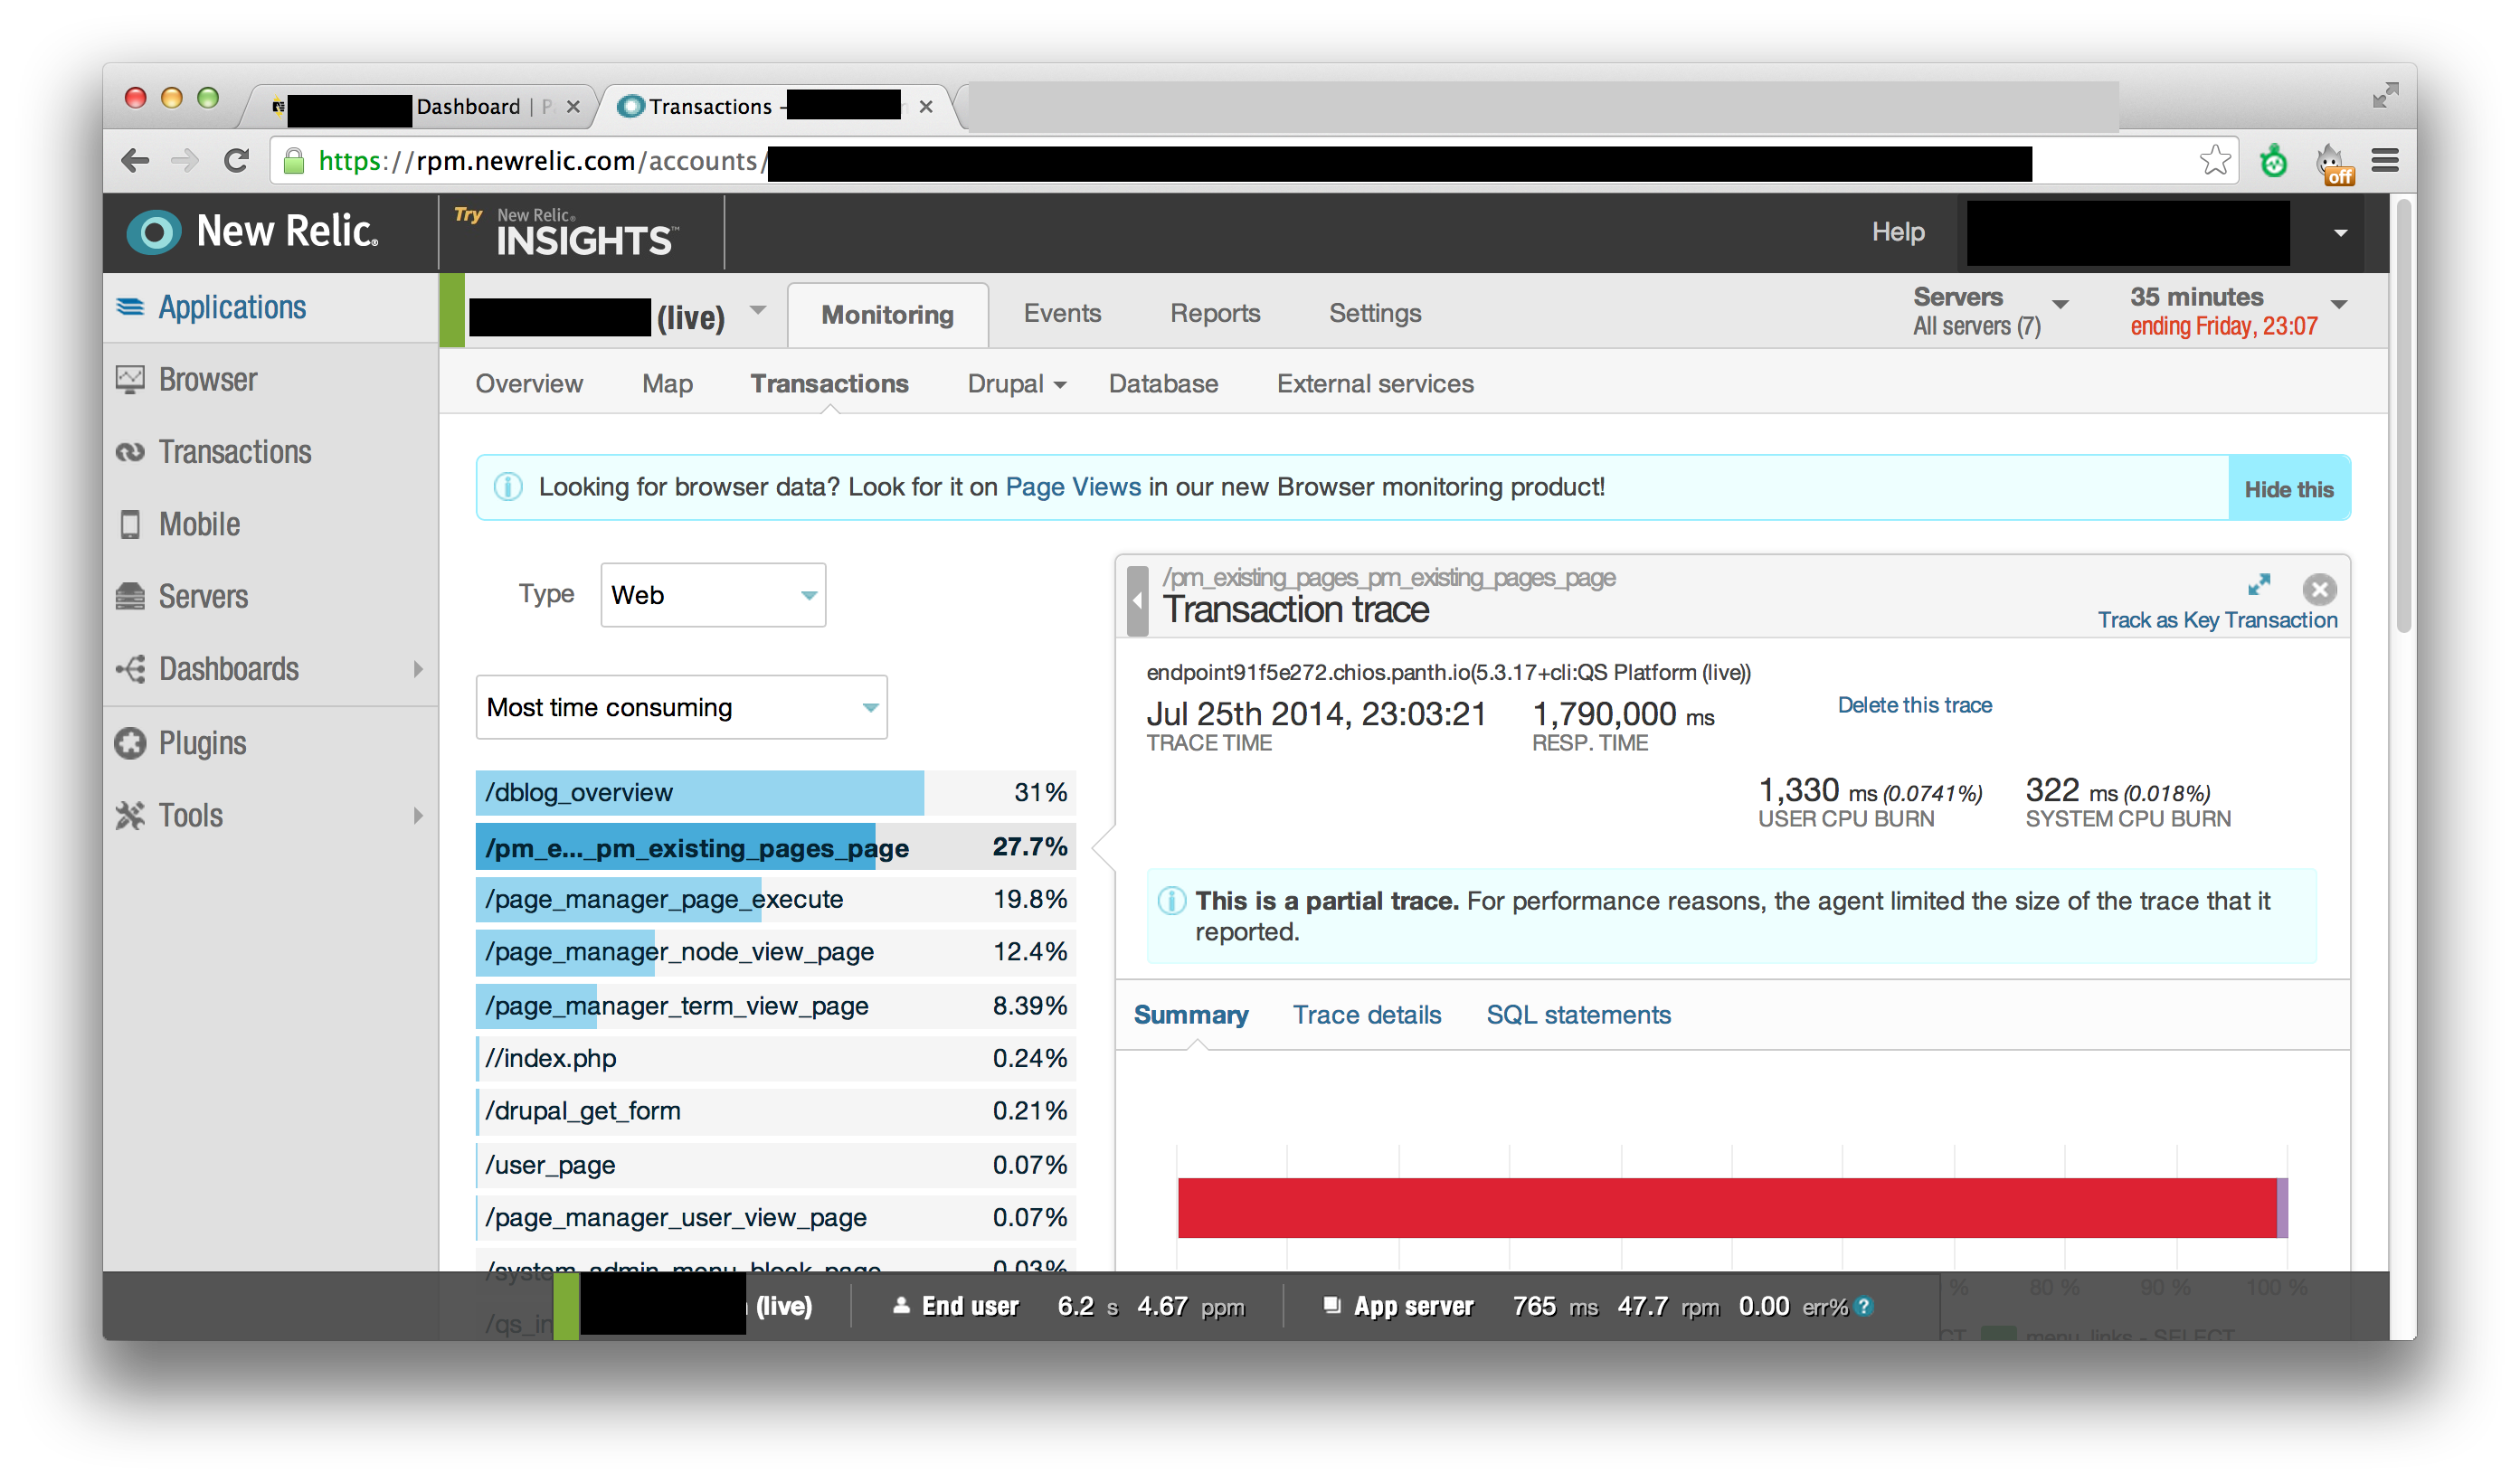 Dashboard | P
Transactions -
https://rpm.newrelic.com/accounts/
off
New Relic®
Try New Relic® INSIGHTS™
Help
Applications
Browser
Transactions
Mobile
Servers
Dashboards
Plugins
Tools
(live)
Monitoring
Events
Reports
Settings
Servers
All servers (7)
35 minutes
ending Friday, 23:07
Overview
Map
Transactions
Drupal
Database
External services
Looking for browser data? Look for it on Page Views in our new Browser monitoring product!
Hide this
Type
Web
Most time consuming
/dblog_overview 31%
/pm_e..._pm_existing_pages_page 27.7%
/page_manager_page_execute 19.8%
/page_manager_node_view_page 12.4%
/page_manager_term_view_page 8.39%
//index.php 0.24%
/drupal_get_form 0.21%
/user_page 0.07%
/page_manager_user_view_page 0.07%
/system_admin_menu_block_page 0.03%
/qs_in
/pm_existing_pages_pm_existing_pages_page
Transaction trace
Track as Key Transaction
endpoint91f5e272.chios.panth.io(5.3.17+cli:QS Platform (live))
Jul 25th 2014, 23:03:21
TRACE TIME
1,790,000 ms
RESP. TIME
Delete this trace
1,330 ms (0.0741%)
USER CPU BURN
322 ms (0.018%)
SYSTEM CPU BURN
This is a partial trace. For performance reasons, the agent limited the size of the trace that it
reported.
Summary
Trace details
SQL statements
% 80 % 90 % 100 %
menu_links - SELECT
(live)
End user 6.2 s 4.67 ppm
App server 765 ms 47.7 rpm 0.00 err% ?